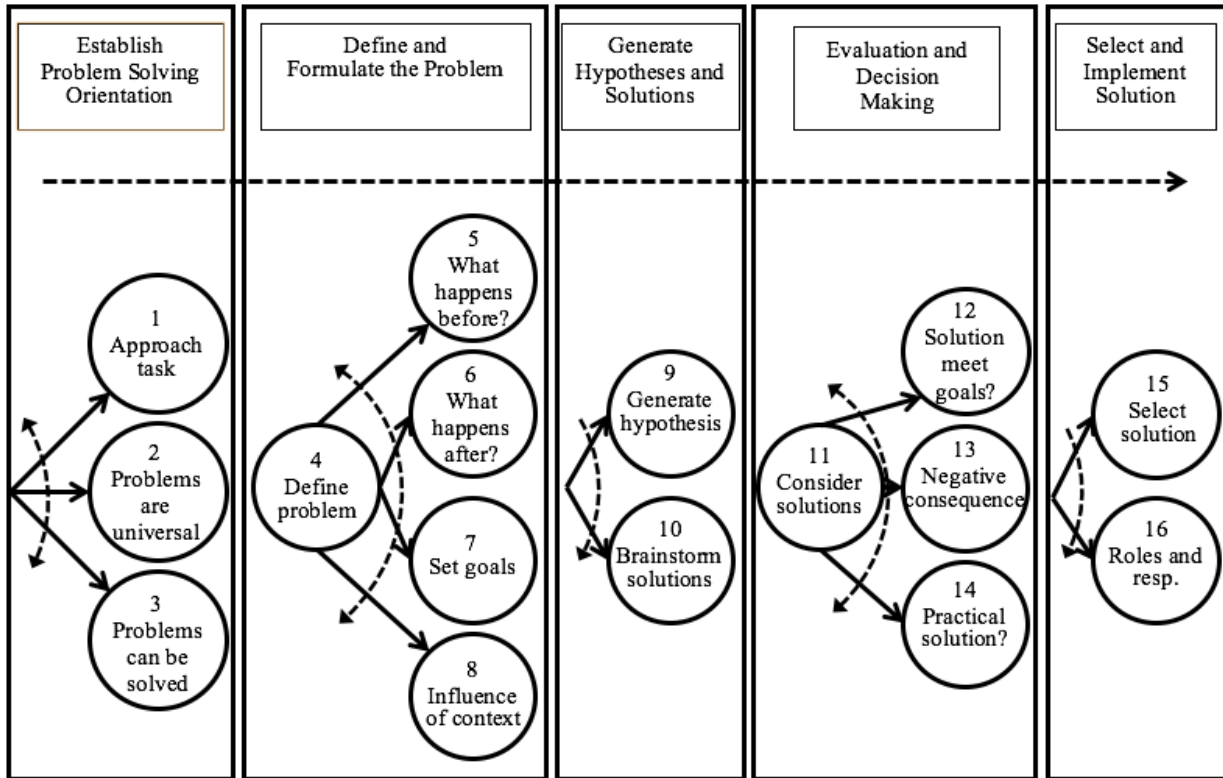 Establish
Problem Solving
Orientation
Define and
Formulate the Problem
Generate
Hypotheses and
Solutions
Evaluation and
Decision
Making
Select and
Implement
Solution
1
Approach
task
2
Problems
are
universal
3
Problems
can be
solved
4
Define
problem
5
What
happens
before?
6
What
happens
after?
7
Set goals
8
Influence
of context
9
Generate
hypothesis
10
Brainstorm
solutions
11
Consider
solutions
12
Solution
meet
goals?
13
Negative
consequence
14
Practical
solution?
15
Select
solution
16
Roles and
resp.